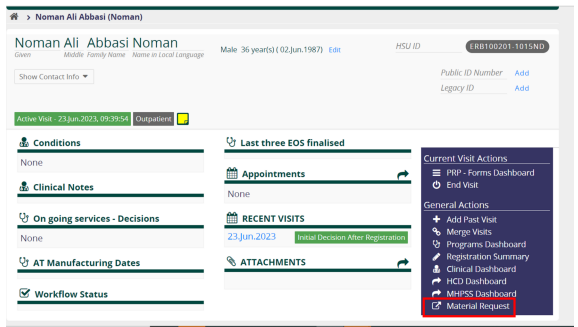 Noman Ali Abbasi (Noman)
Noman Ali Abbasi Noman
Given Middle Family Name Name in Local Language
Male 36 year(s) ( 02.Jun.1987) Edit
HSU ID ERB100201-1015ND
Show Contact Info
Public ID Number Add
Legacy ID Add
Active Visit - 23.Jun.2023, 09:39:54 Outpatient
Conditions
None
Clinical Notes
On going services - Decisions
None
AT Manufacturing Dates
Workflow Status
Last three EOS finalised
Appointments
None
RECENT VISITS
23.Jun.2023 Initial Decision After Registration
ATTACHMENTS
Current Visit Actions
PRP - Forms Dashboard
End Visit
General Actions
Add Past Visit
Merge Visits
Programs Dashboard
Registration Summary
Clinical Dashboard
HCD Dashboard
MHPSS Dashboard
Material Request